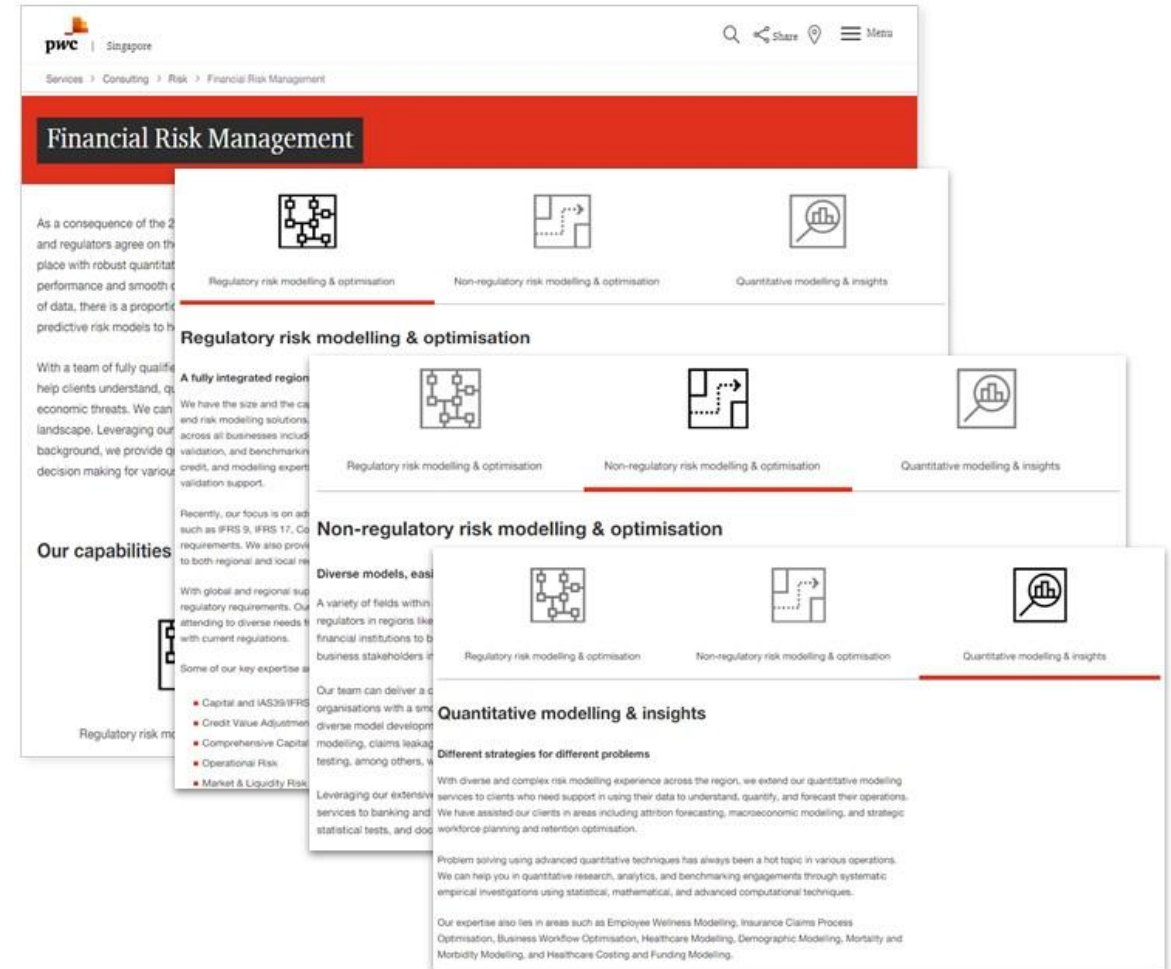 pwc | Singapore
Share
Menu
Services > Consulting > Risk > Financial Risk Management
Financial Risk Management
As a consequence of the 2
and regulators agree on th
place with robust quantitat
performance and smooth
of data, there is a proporti
predictive risk models to h
With a team of fully qualifie
help clients understand, qu
economic threats. We can
landscape. Leveraging our
background, we provide q
decision making for various
Our capabilities
Regulatory risk mo
Regulatory risk modelling & optimisation
Non-regulatory risk modelling & optimisation
Quantitative modelling & insights
Regulatory risk modelling & optimisation
A fully integrated region
We have the size and the ca
end risk modeling solutions.
across all businesses includi
validation, and benchmarkin
credit, and modeling expert
validation support.
Recently, our focus is on ad
such as IFRS 9, IFRS 17, Co
requirements. We also provi
to both regional and local re
With global and regional sup
regulatory requirements. Ou
attending to diverse needs f
with current regulations.
Some of our key expertise a
Capital and IAS39/IFRS
Credit Value Adjustmen
Comprehensive Capital
Operational Risk
Market & Liquidity Risk
Regulatory risk modelling & optimisation
Non-regulatory risk modelling & optimisation
Quantitative modelling & insights
Non-regulatory risk modelling & optimisation
Diverse models, easi
A variety of fields within
regulators in regions like
financial institutions to b
business stakeholders in
Our team can deliver a c
organisations with a smo
diverse model developm
modelling, claims leakag
testing, among others, w
Leveraging our extensive
services to banking and
statistical tests, and doc
Regulatory risk modelling & optimisation
Non-regulatory risk modelling & optimisation
Quantitative modelling & insights
Quantitative modelling & insights
Different strategies for different problems
With diverse and complex risk modelling experience across the region, we extend our quantitative modelling
services to clients who need support in using their data to understand, quantify, and forecast their operations.
We have assisted our clients in areas including attrition forecasting, macroeconomic modeling, and strategic
workforce planning and retention optimisation.
Problem solving using advanced quantitative techniques has always been a hot topic in various operations.
We can help you in quantitative research, analytics, and benchmarking engagements through systematic
empirical investigations using statistical, mathematical, and advanced computational techniques.
Our expertise also lies in areas such as Employee Wellness Modelling, Insurance Claims Process
Optimisation, Business Workflow Optimisation, Healthcare Modelling, Demographic Modeling, Mortality and
Morbidity Modelling, and Healthcare Costing and Funding Modelling.